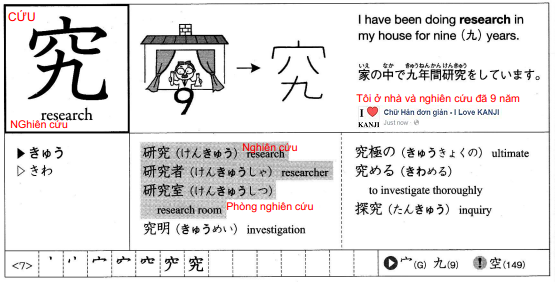 CỨU
究
research
NGhiên cứu
9
I have been doing research in
my house for nine (九) years.
いえ なか きゅうねんかんけんきゅう
家の中で九年間研究をしています。
Tôi ở nhà và nghiên cứu đã 9 năm
I ❤ KANJI
Chữ Hán đơn giản - I Love KANJI
Just now
▶きゅう
▷きわ
Nghiên cứu
研究(けんきゅう) research
研究者(けんきゅうしゃ) researcher
研究室(けんきゅうしつ)
research room
Phòng nghiên cứu
究明(きゅうめい) investigation
究極の(きゅうきょくの) ultimate
究める(きわめる)
to investigate thoroughly
探究(たんきゅう) inquiry
<7>
究
宀(G) 九(9)
! 空(149)